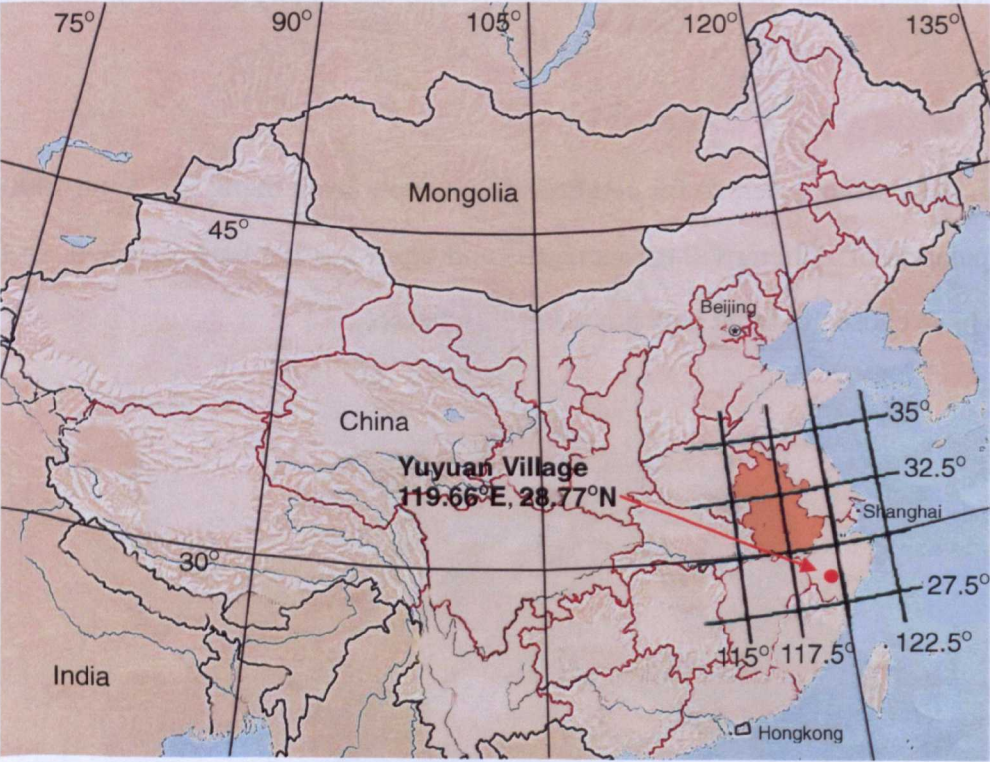 75°
90°
105°
120°
135°
Mongolia
45°
Beijing
China
35°
Yuyuan Village
119.66°E, 28.77°N
32.5°
Shanghai
30°
27.5°
115°
117.5°
122.5°
India
Hongkong